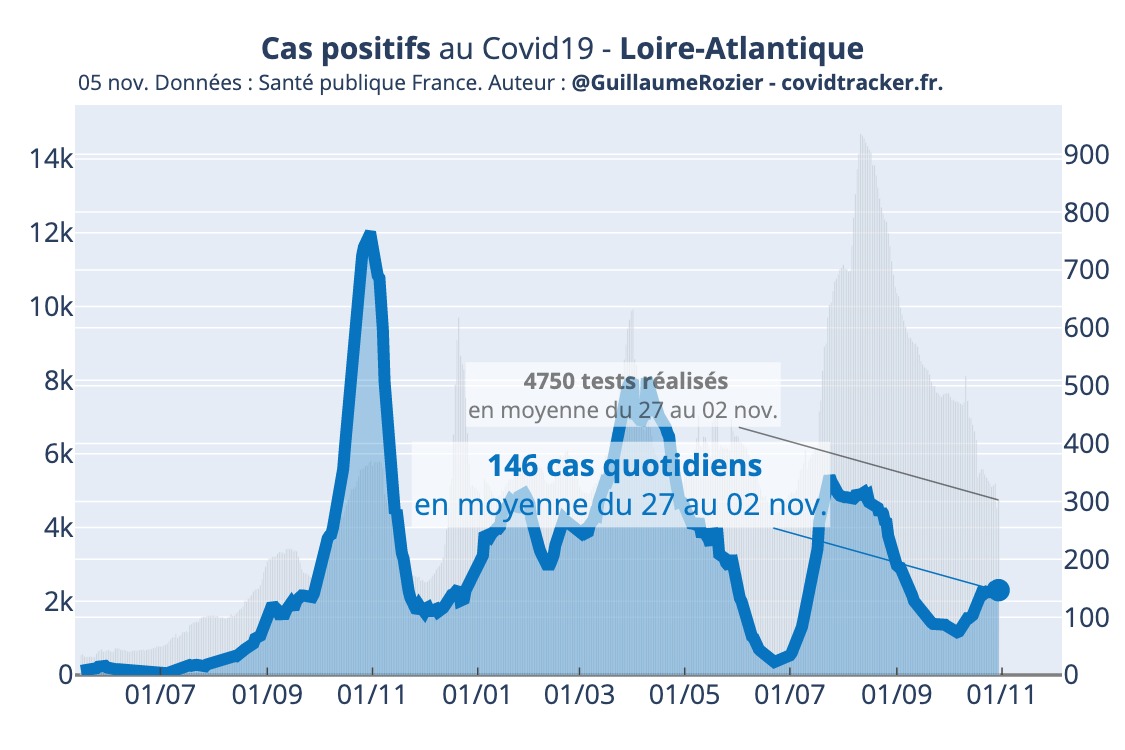 Cas positifs au Covid19 - Loire-Atlantique
05 nov. Données : Santé publique France. Auteur : @GuillaumeRozier - covidtracker.fr.
14k
12k
10k
8k
6k
4k
2k
0
900
800
700
600
500
400
300
200
100
0
4750 tests réalisés
en moyenne du 27 au 02 nov.
146 cas quotidiens
en moyenne du 27 au 02 nov.
01/07 01/09 01/11 01/01 01/03 01/05 01/07 01/09 01/11